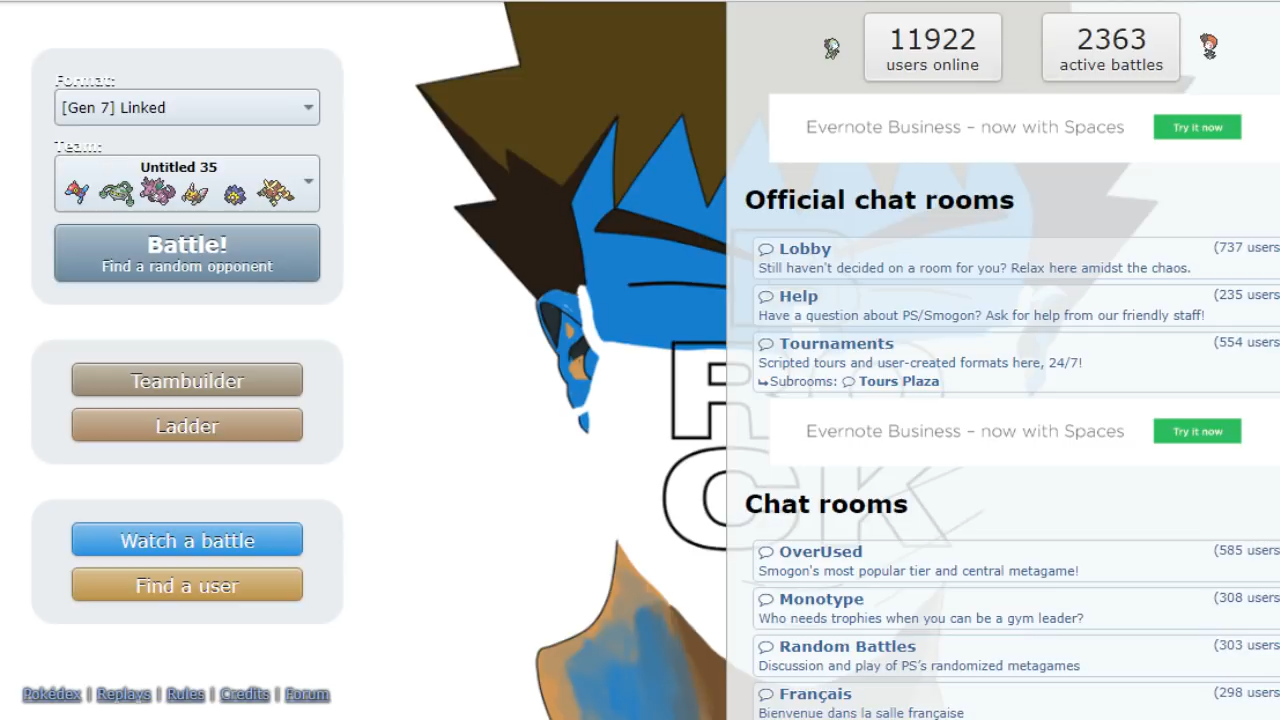 Format:
[Gen 7] Linked
Team:
Untitled 35
Battle!
Find a random opponent
Teambuilder
Ladder
Watch a battle
Find a user
Pokédex | Replays | Rules | Credits | Forum
ROCK
11922
users online
2363
active battles
Evernote Business – now with Spaces
Try it now
Official chat rooms
Lobby
(737 users
Still haven't decided on a room for you? Relax here amidst the chaos.
Help
(235 users
Have a question about PS/Smogon? Ask for help from our friendly staff!
Tournaments
(554 users
Scripted tours and user-created formats here, 24/7!
↳Subrooms: Tours Plaza
Evernote Business – now with Spaces
Try it now
Chat rooms
OverUsed
(585 users
Smogon's most popular tier and central metagame!
Monotype
(308 users
Who needs trophies when you can be a gym leader?
Random Battles
(303 users
Discussion and play of PS’s randomized metagames
Français
(298 users
Bienvenue dans la salle française